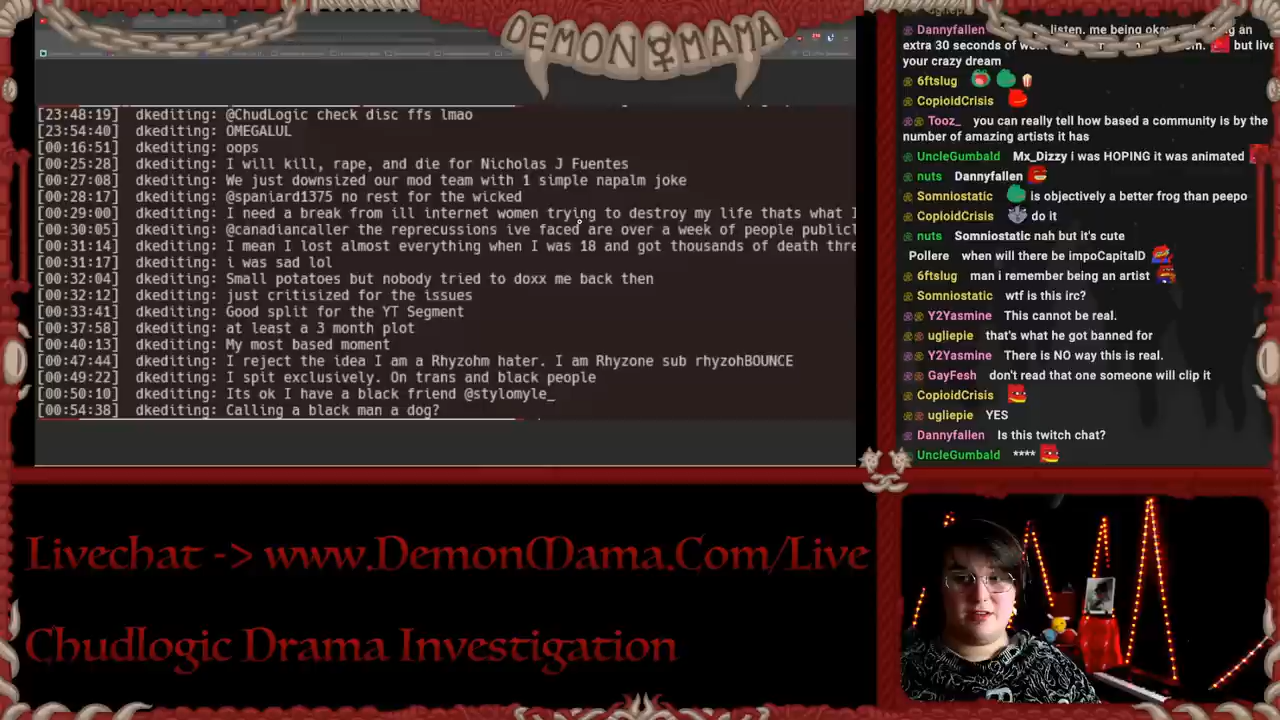 DEMON MAMA
[23:48:19] dkediting: @ChudLogic check disc ffs lmao
[23:54:40] dkediting: OMEGALUL
[00:16:51] dkediting: oops
[00:25:28] dkediting: I will kill, rape, and die for Nicholas J Fuentes
[00:27:08] dkediting: We just downsized our mod team with 1 simple napalm joke
[00:28:17] dkediting: @spaniard1375 no rest for the wicked
[00:29:00] dkediting: I need a break from ill internet women trying to destroy my life thats what I
[00:30:05] dkediting: @canadiancaller the reprecussions ive faced are over a week of people publicl
[00:31:14] dkediting: I mean I lost almost everything when I was 18 and got thousands of death thre
[00:31:17] dkediting: i was sad lol
[00:32:04] dkediting: Small potatoes but nobody tried to doxx me back then
[00:32:12] dkediting: just critisized for the issues
[00:33:41] dkediting: Good split for the YT Segment
[00:37:58] dkediting: at least a 3 month plot
[00:40:13] dkediting: My most based moment
[00:47:44] dkediting: I reject the idea I am a Rhyzohm hater. I am Rhyzone sub rhyzohBOUNCE
[00:49:22] dkediting: I spit exclusively. On trans and black people
[00:50:10] dkediting: Its ok I have a black friend @stylomyle_
[00:54:38] dkediting: Calling a black man a dog?
Dannyfallen listen. me being okay an
extra 30 seconds of but live
your crazy dream
6ftslug
CopioidCrisis
Tooz_ you can really tell how based a community is by the
number of amazing artists it has
UncleGumbald Mx_Dizzy i was HOPING it was animated
nuts Dannyfallen
Somniostatic is objectively a better frog than peepo
CopioidCrisis do it
nuts Somniostatic nah but it's cute
Pollere when will there be impoCapitalD
6ftslug man i remember being an artist
Somniostatic wtf is this irc?
Y2Yasmine This cannot be real.
ugliepie that's what he got banned for
Y2Yasmine There is NO way this is real.
GayFesh don't read that one someone will clip it
CopioidCrisis
ugliepie YES
Dannyfallen Is this twitch chat?
UncleGumbald ****
Livechat -> www.DemonMama.Com/Live
Chudlogic Drama Investigation